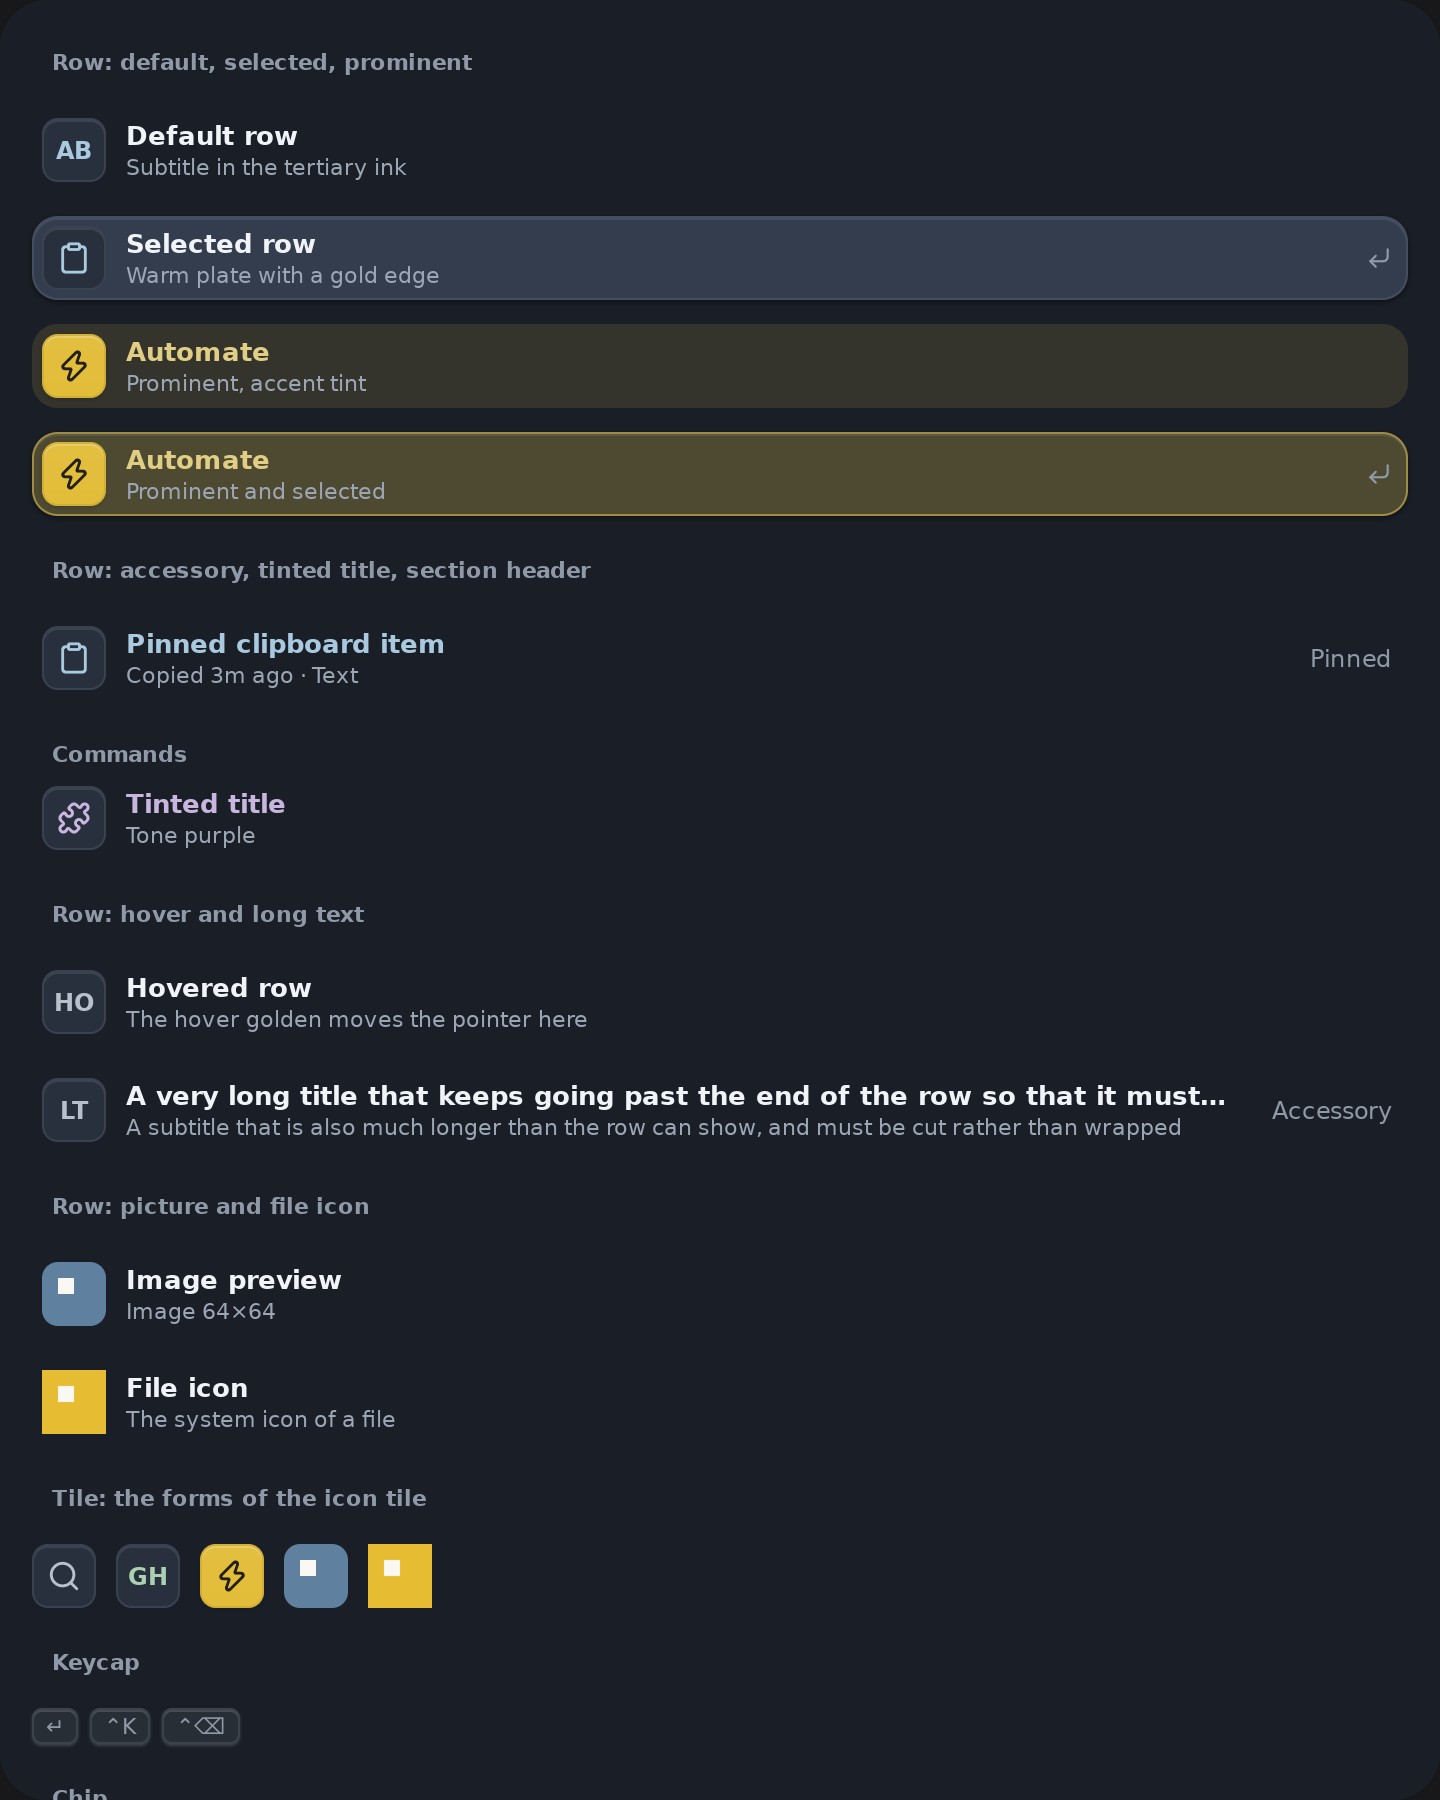 Row: default, selected, prominent
AB
Default row
Subtitle in the tertiary ink
Selected row
Warm plate with a gold edge
↵
Automate
Prominent, accent tint
Automate
Prominent and selected
↵
Row: accessory, tinted title, section header
Pinned clipboard item
Copied 3m ago · Text
Pinned
Commands
Tinted title
Tone purple
Row: hover and long text
HO
Hovered row
The hover golden moves the pointer here
LT
A very long title that keeps going past the end of the row so that it must…
A subtitle that is also much longer than the row can show, and must be cut rather than wrapped
Accessory
Row: picture and file icon
Image preview
Image 64×64
File icon
The system icon of a file
Tile: the forms of the icon tile
GH
Keycap
↵ ⌃K ⌃⌫
Chip